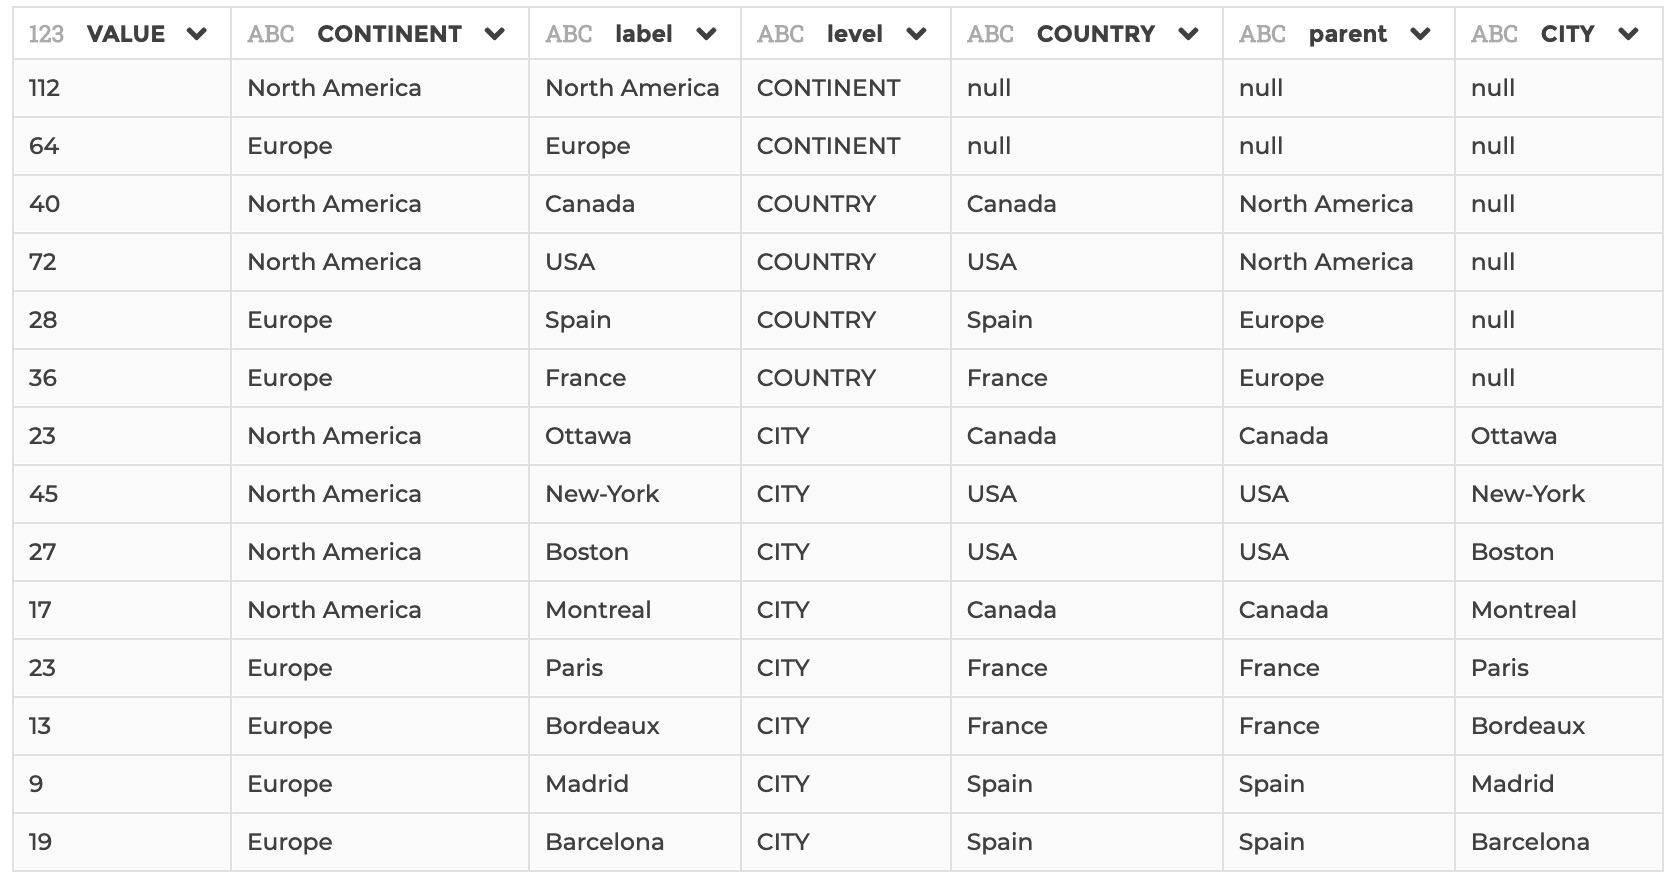 123 VALUE ABC CONTINENT ABC label ABC level ABC COUNTRY ABC parent ABC CITY
112 North America North America CONTINENT null null null
64 Europe Europe CONTINENT null null null
40 North America Canada COUNTRY Canada North America null
72 North America USA COUNTRY USA North America null
28 Europe Spain COUNTRY Spain Europe null
36 Europe France COUNTRY France Europe null
23 North America Ottawa CITY Canada Canada Ottawa
45 North America New-York CITY USA USA New-York
27 North America Boston CITY USA USA Boston
17 North America Montreal CITY Canada Canada Montreal
23 Europe Paris CITY France France Paris
13 Europe Bordeaux CITY France France Bordeaux
9 Europe Madrid CITY Spain Spain Madrid
19 Europe Barcelona CITY Spain Spain Barcelona